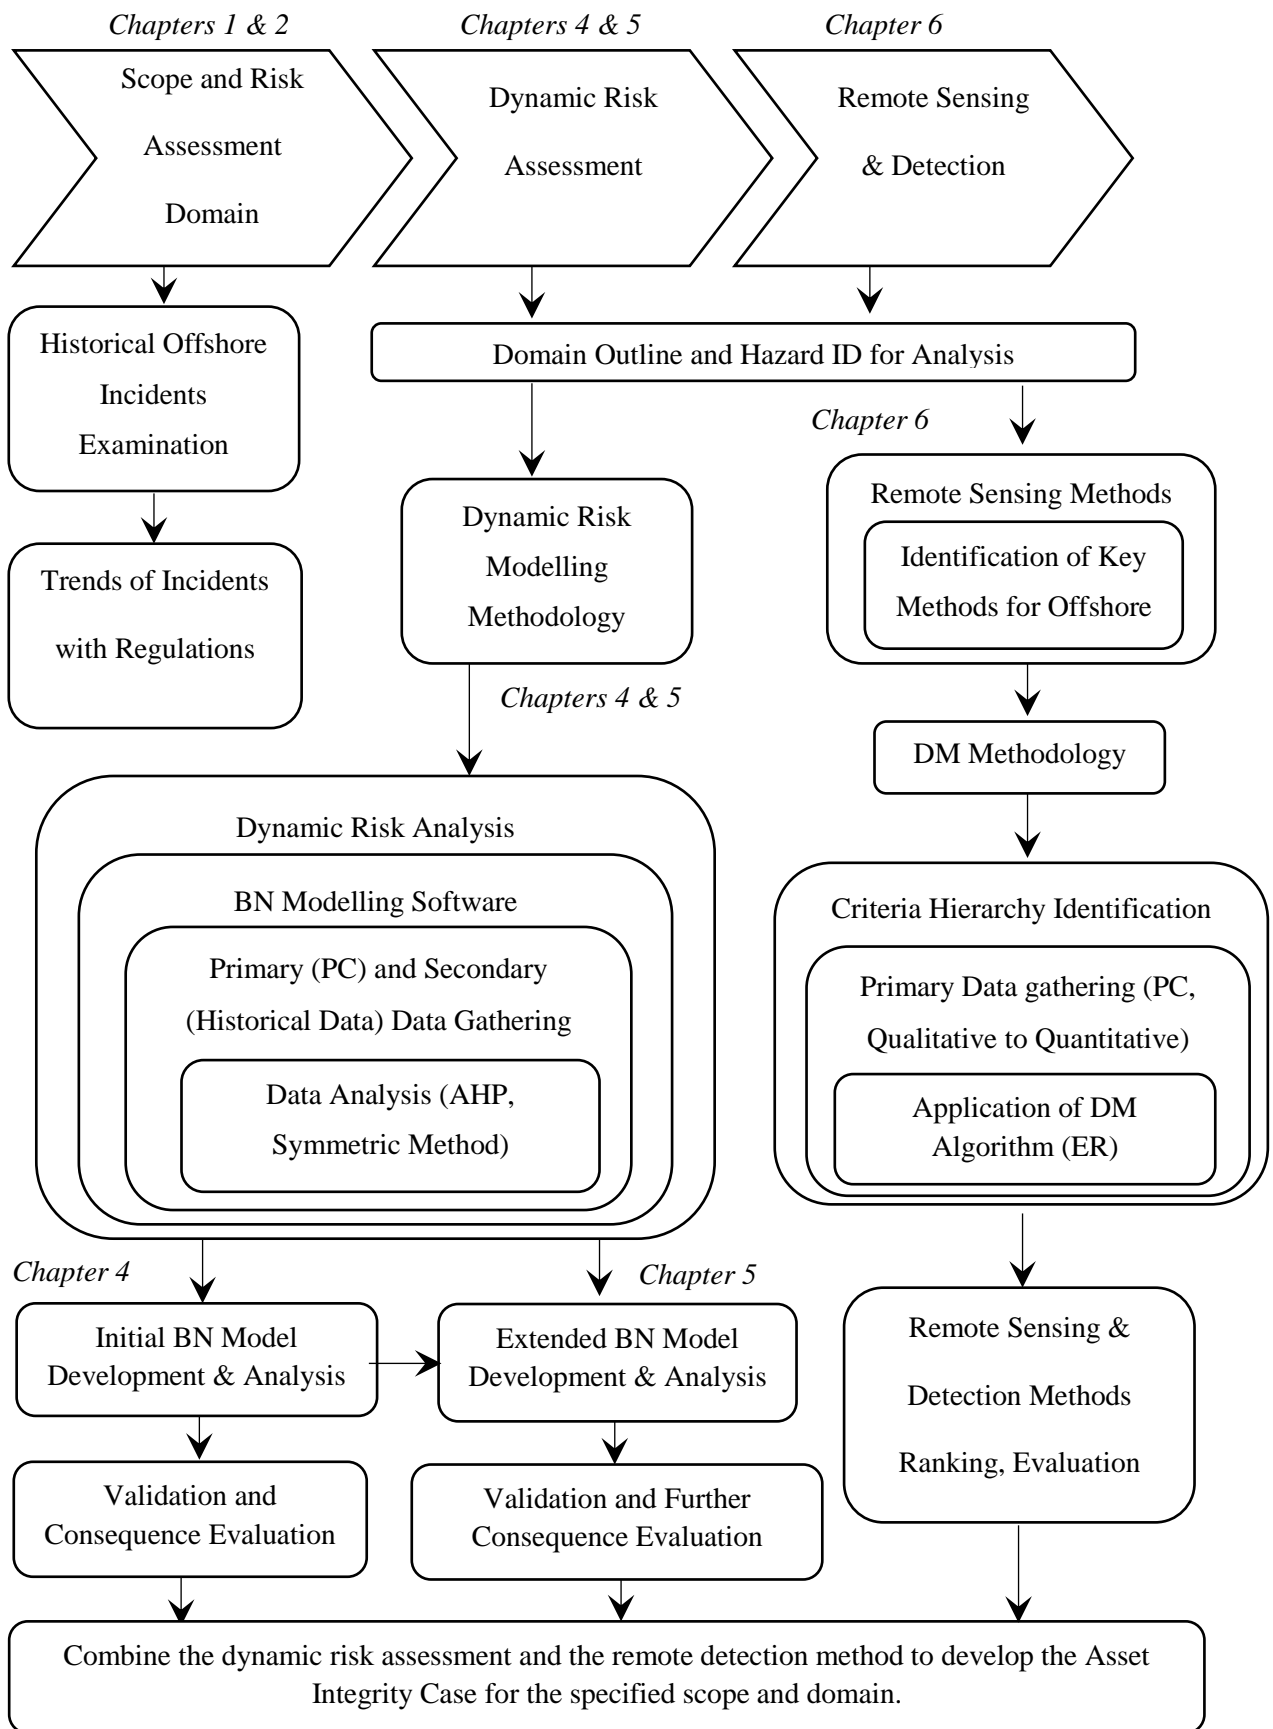 Chapters 1 & 2
Chapters 4 & 5
Chapter 6
Scope and Risk
Assessment
Domain
Dynamic Risk
Assessment
Remote Sensing
& Detection
Historical Offshore
Incidents
Examination
Domain Outline and Hazard ID for Analysis
Trends of Incidents
with Regulations
Dynamic Risk
Modelling
Methodology
Chapters 4 & 5
Chapter 6
Remote Sensing Methods
Identification of Key
Methods for Offshore
DM Methodology
Dynamic Risk Analysis
BN Modelling Software
Primary (PC) and Secondary
(Historical Data) Data Gathering
Data Analysis (AHP,
Symmetric Method)
Criteria Hierarchy Identification
Primary Data gathering (PC,
Qualitative to Quantitative)
Application of DM
Algorithm (ER)
Chapter 4
Chapter 5
Initial BN Model
Development & Analysis
Extended BN Model
Development & Analysis
Remote Sensing &
Detection Methods
Ranking, Evaluation
Validation and
Consequence Evaluation
Validation and Further
Consequence Evaluation
Combine the dynamic risk assessment and the remote detection method to develop the Asset
Integrity Case for the specified scope and domain.